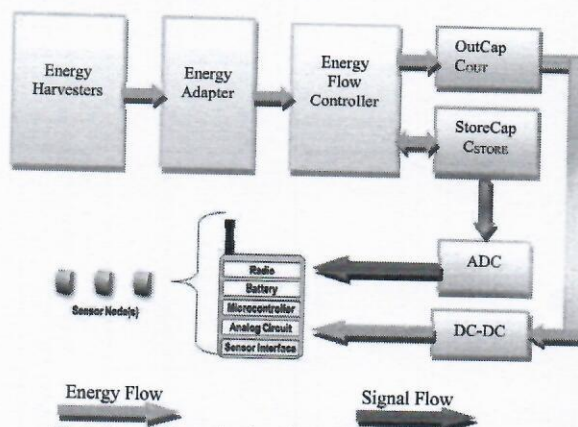 Energy
Harvesters
Energy
Adapter
Energy
Flow
Controller
OutCap
COUT
StoreCap
CSTORE
ADC
DC-DC
Radio
Battery
Microcontroller
Analog Circuit
Sensor Interface
Sensor Node(s)
Energy Flow
Signal Flow